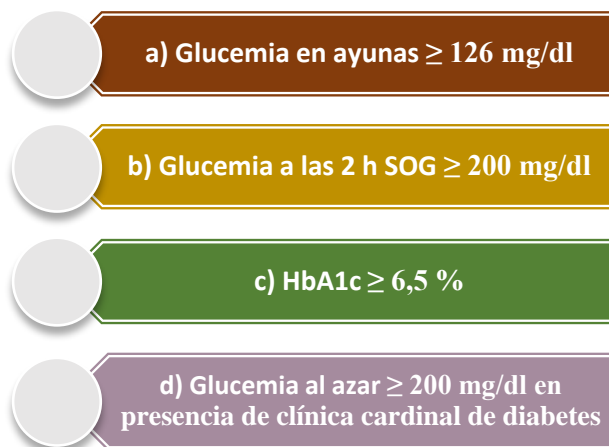 a) Glucemia en ayunas ≥ 126 mg/dl
b) Glucemia a las 2 h SOG ≥ 200 mg/dl
c) HbA1c ≥ 6,5 %
d) Glucemia al azar ≥ 200 mg/dl en
presencia de clínica cardinal de diabetes